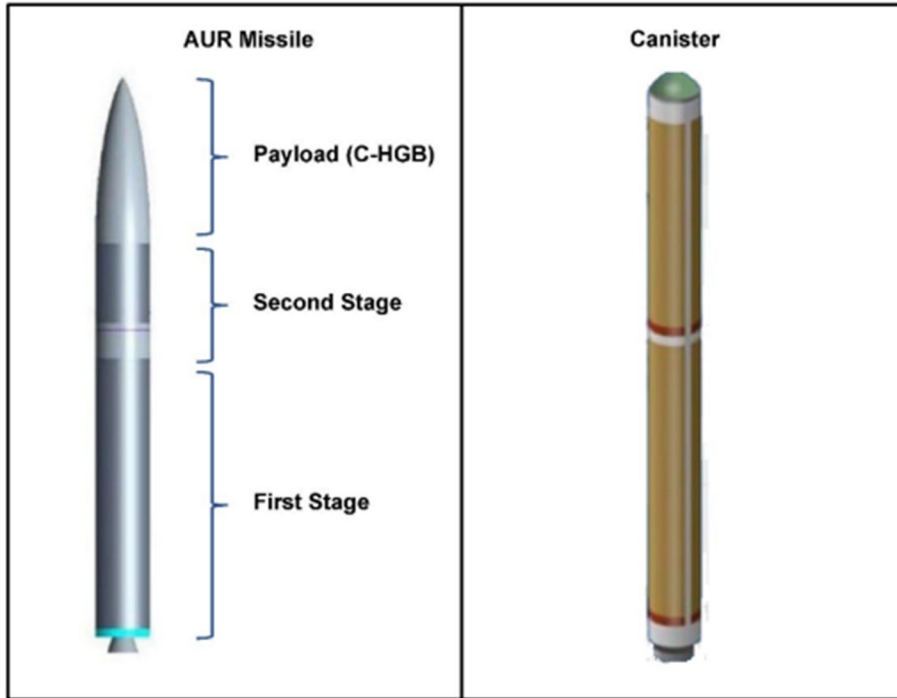 AUR Missile
Payload (C-HGB)
Second Stage
First Stage
Canister